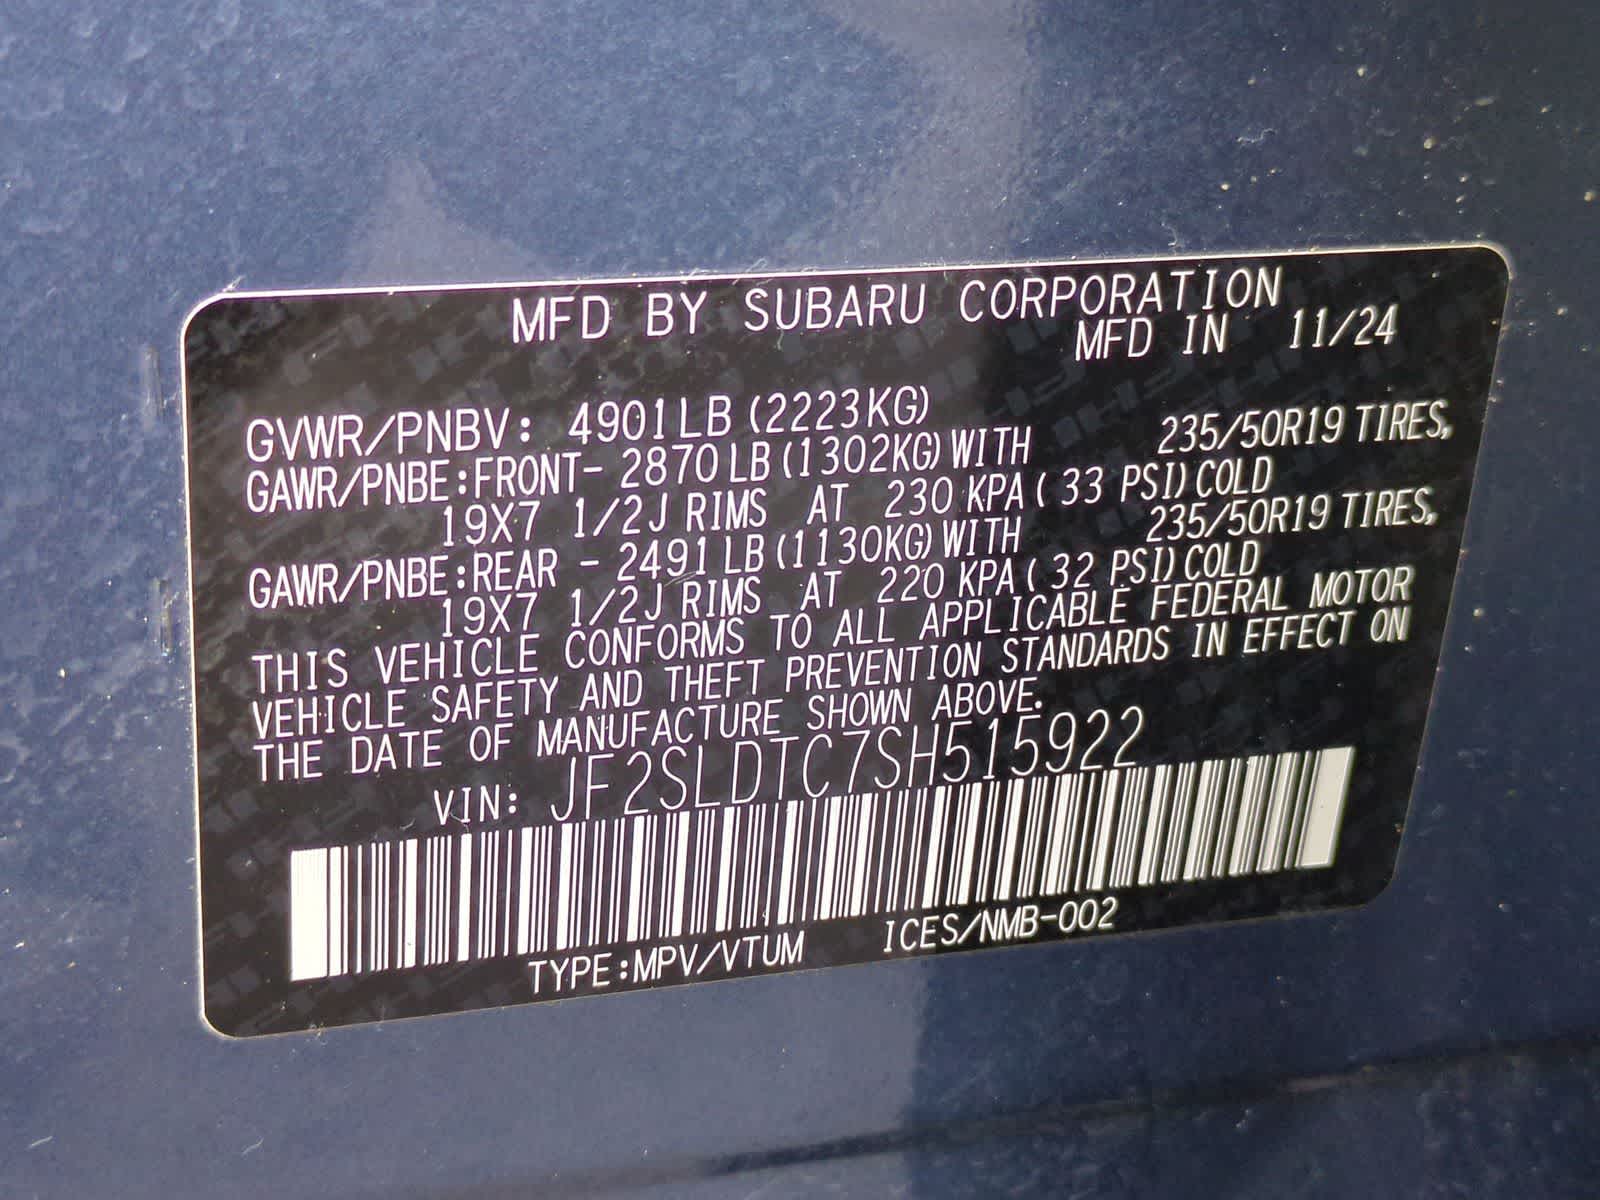 MFD BY SUBARU CORPORATION
MFD IN 11/24
GVWR/PNBV: 4901LB (2223KG)
GAWR/PNBE:FRONT- 2870LB(1302KG)WITH 235/50R19 TIRES,
19X7 1/2J RIMS AT 230 KPA( 33 PSI)COLD
GAWR/PNBE:REAR - 2491LB(1130KG)WITH 235/50R19 TIRES,
19X7 1/2J RIMS AT 220 KPA( 32 PSI)COLD
THIS VEHICLE CONFORMS TO ALL APPLICABLE FEDERAL MOTOR
VEHICLE SAFETY AND THEFT PREVENTION STANDARDS IN EFFECT ON
THE DATE OF MANUFACTURE SHOWN ABOVE.
VIN: JF2SLDTC7SH515922
TYPE:MPV/VTUM ICES/NMB-002